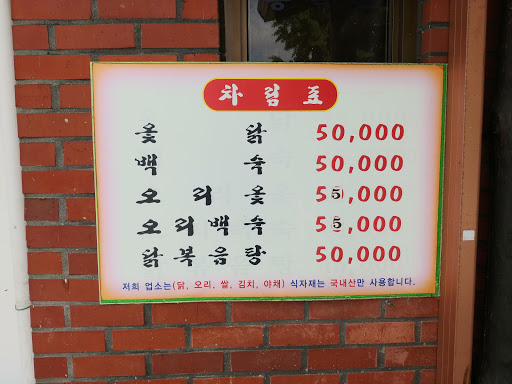 차림표
옻 닭 50,000
백 숙 50,000
오 리 옻 55,000
오리백숙 55,000
닭볶음탕 50,000
저희 업소는(닭, 오리, 쌀, 김치, 야채) 식자재는 국내산만 사용합니다.